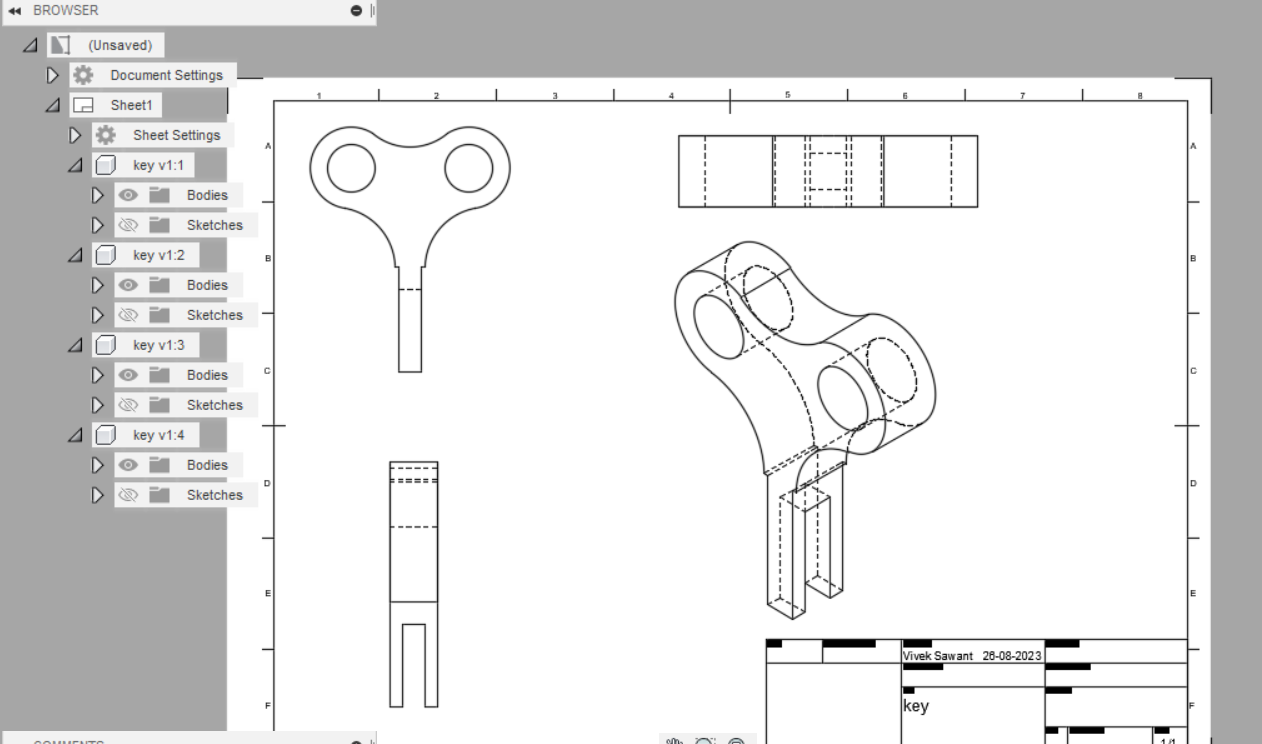 BROWSER
(Unsaved)
Document Settings
Sheet1
Sheet Settings
key v1:1
Bodies
Sketches
key v1:2
Bodies
Sketches
key v1:3
Bodies
Sketches
key v1:4
Bodies
Sketches
1 2 3 4 5 6 7 8
A A
B B
C C
D D
E E
Vivek Sawant 26-08-2023
key
F F
1/1
COMMENTS